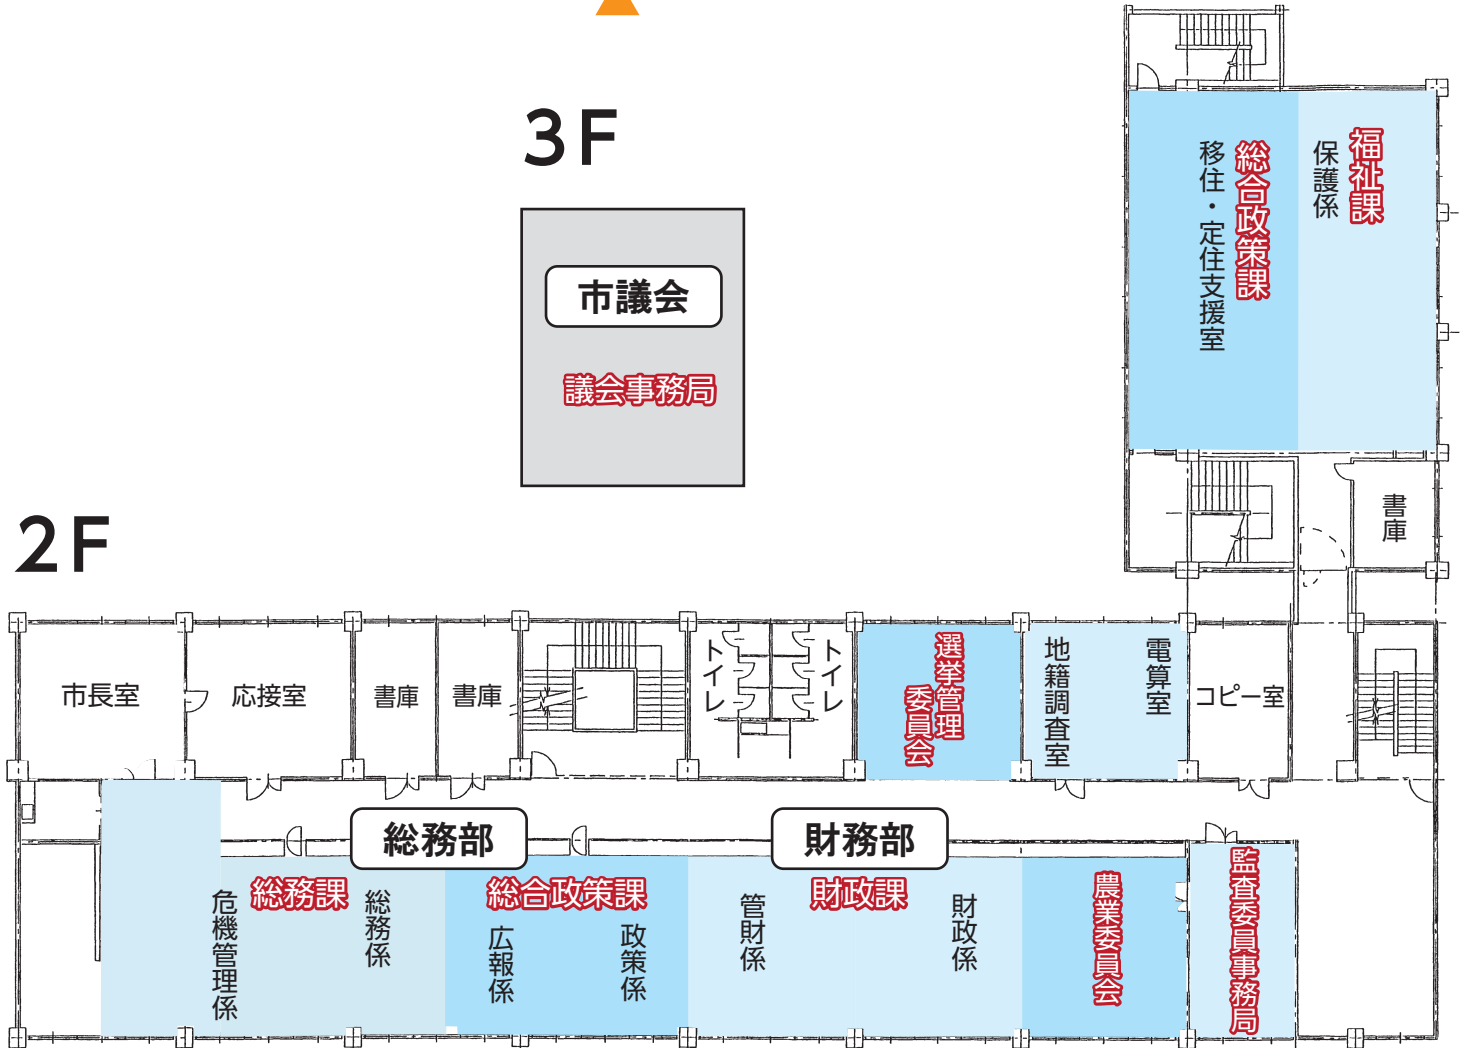 3F
市議会
議会事務局
福祉課
保護係
総合政策課
移住・定住支援室
書庫
2F
市長室
応接室
書庫
書庫
トイレ
トイレ
選挙管理
委員会
地籍調査室
電算室
コピー室
総務部
財務部
総務課
危機管理係
総務係
総合政策課
広報係
政策係
財政課
管財係
財政係
農業委員会
監査委員事務局